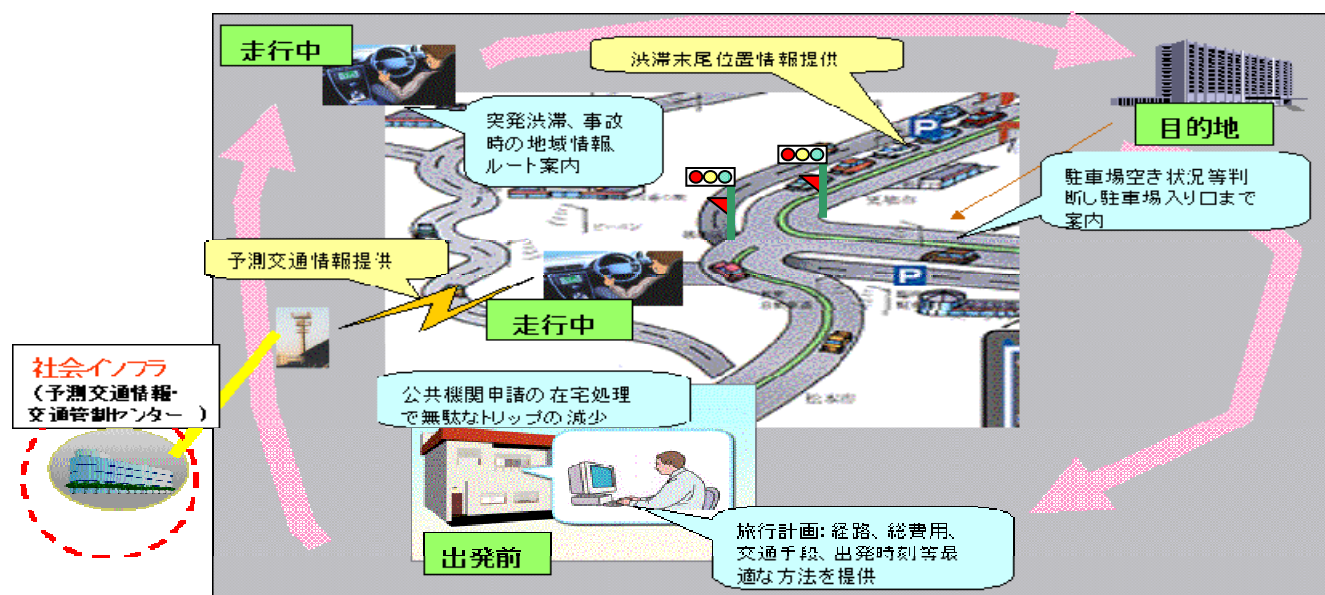 走行中
渋滞末尾位置情報提供
目的地
突発渋滞、事故
時の地域情報、
ルート案内
駐車場空き状況等判
断し駐車場入り口まで
案内
P
予測交通情報提供
P
走行中
社会インフラ
(予測交通情報・
交通管制センター )
松本市
公共機関申請の在宅処理
で無駄なトリップの減少
出発前
旅行計画:経路、総費用、
交通手段、出発時刻等最
適な方法を提供